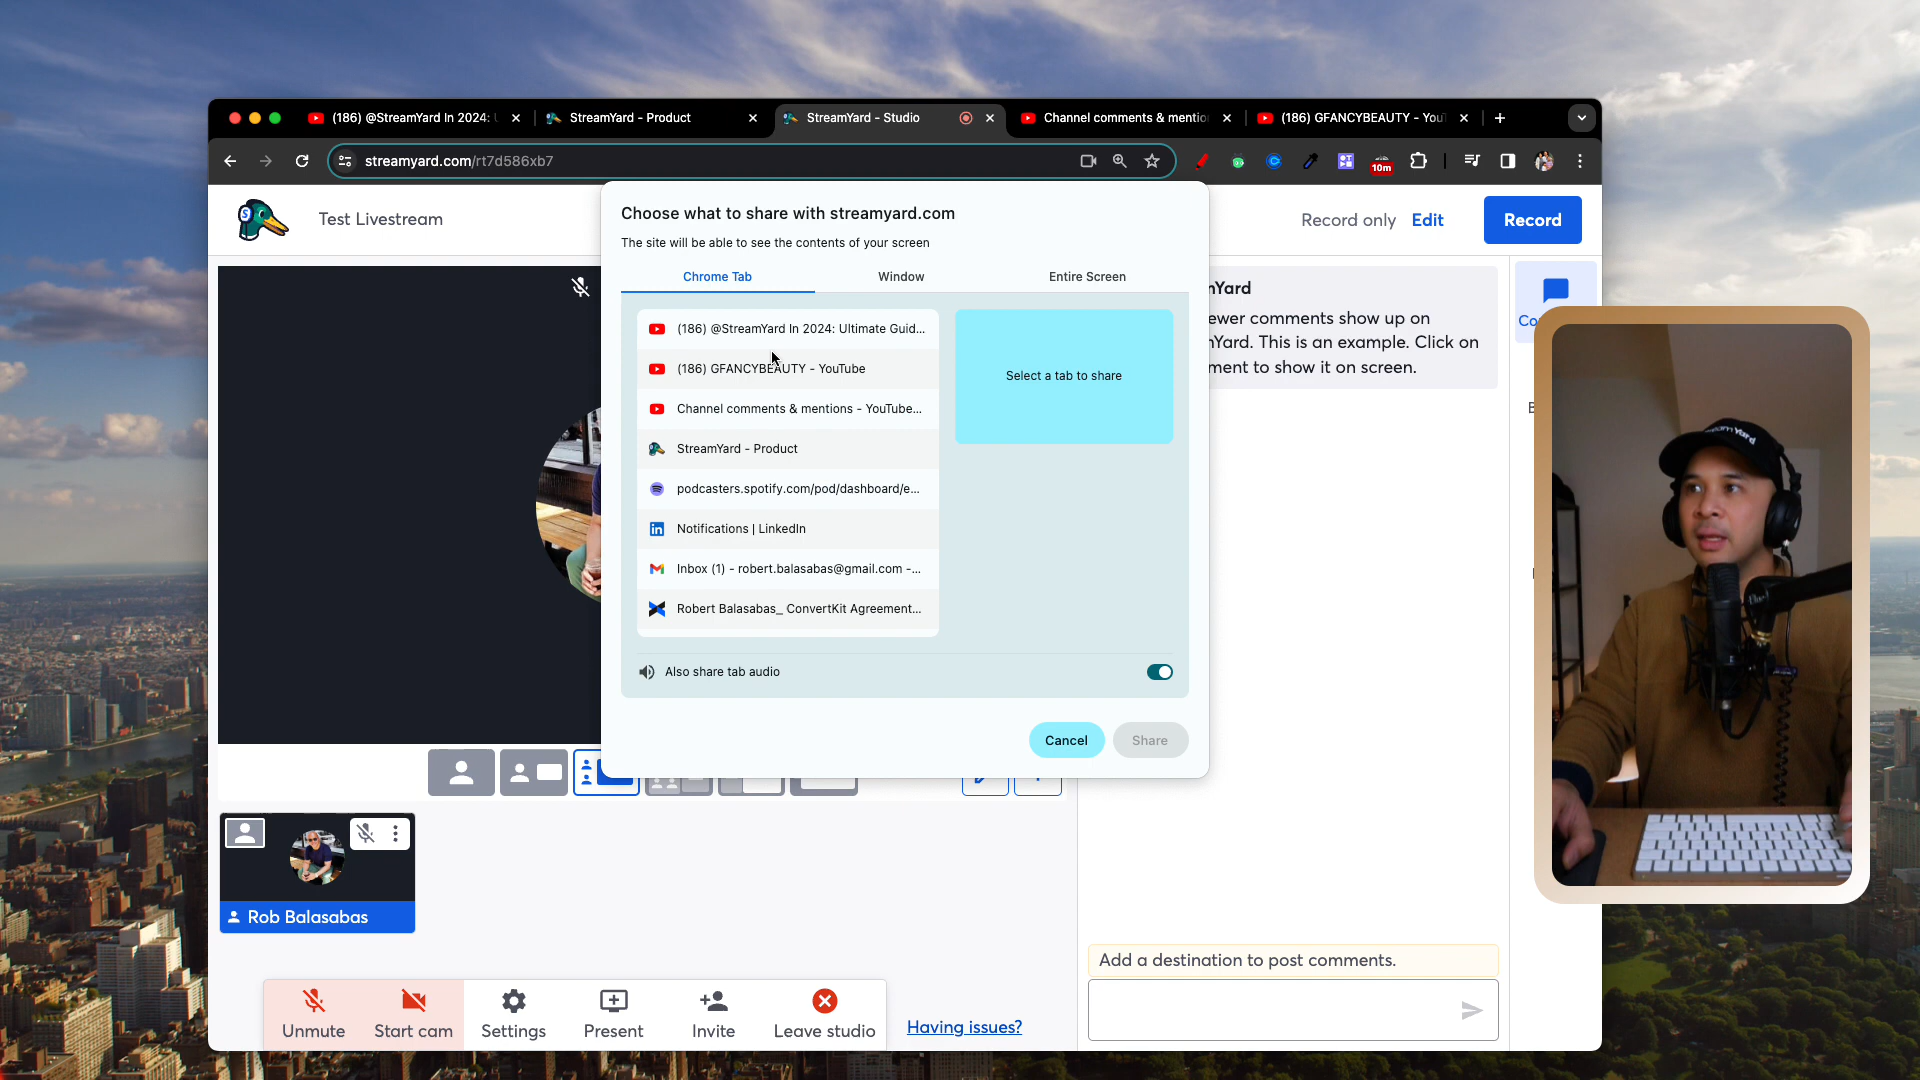 (186) @StreamYard In 2024:
StreamYard - Product
StreamYard - Studio
Channel comments & mentio
(186) GFANCYBEAUTY - You
streamyard.com/rt7d586xb7
10m
Test Livestream
Record only
Edit
Record
Choose what to share with streamyard.com
The site will be able to see the contents of your screen
Chrome Tab
Window
Entire Screen
(186) @StreamYard In 2024: Ultimate Guid...
(186) GFANCYBEAUTY - YouTube
Channel comments & mentions - YouTube...
StreamYard - Product
podcasters.spotify.com/pod/dashboard/e...
Notifications | LinkedIn
Inbox (1) - robert.balasabas@gmail.com -...
Robert Balasabas_ ConvertKit Agreement...
Select a tab to share
Also share tab audio
Cancel
Share
nYard
ewer comments show up on
nYard. This is an example. Click on
ment to show it on screen.
Co
Rob Balasabas
Unmute
Start cam
Settings
Present
Invite
Leave studio
Having issues?
Add a destination to post comments.